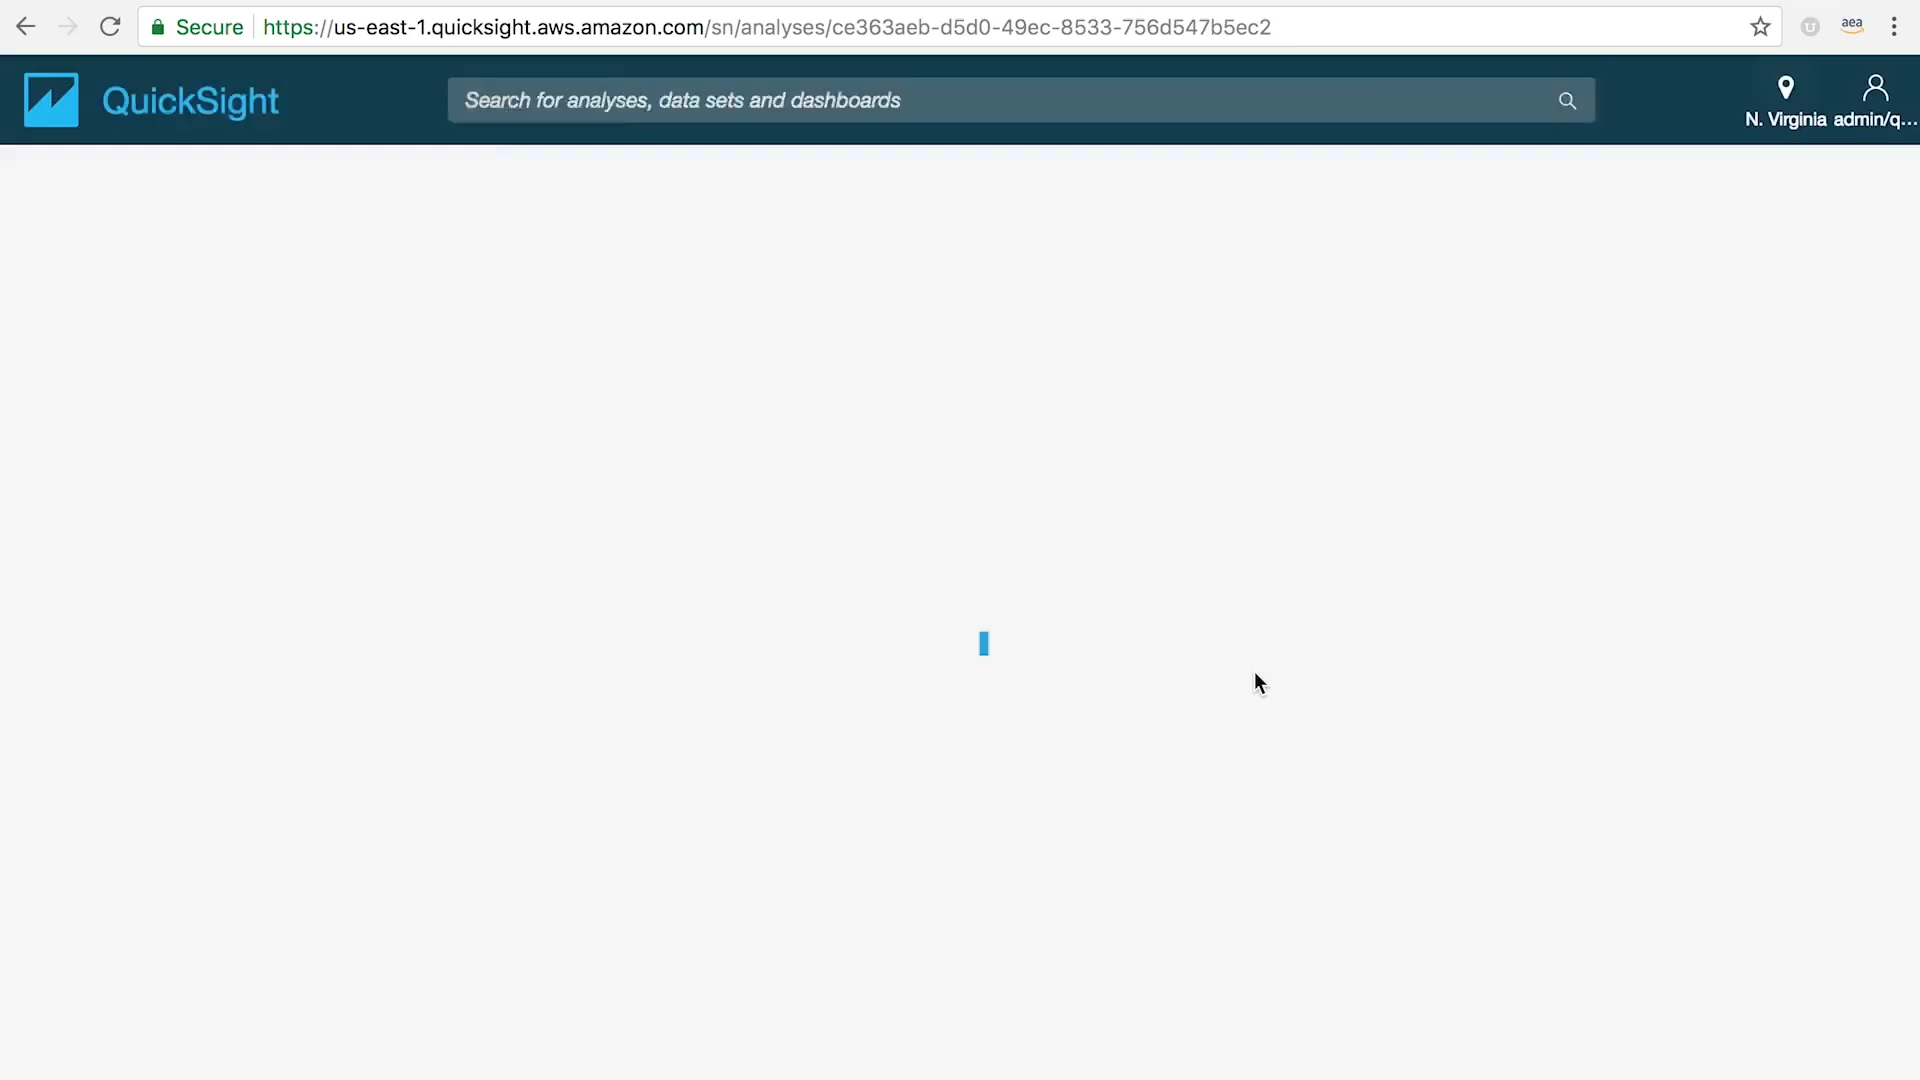 Secure https://us-east-1.quicksight.aws.amazon.com/sn/analyses/ce363aeb-d5d0-49ec-8533-756d547b5ec2
aea
QuickSight
Search for analyses, data sets and dashboards
N. Virginia admin/q...